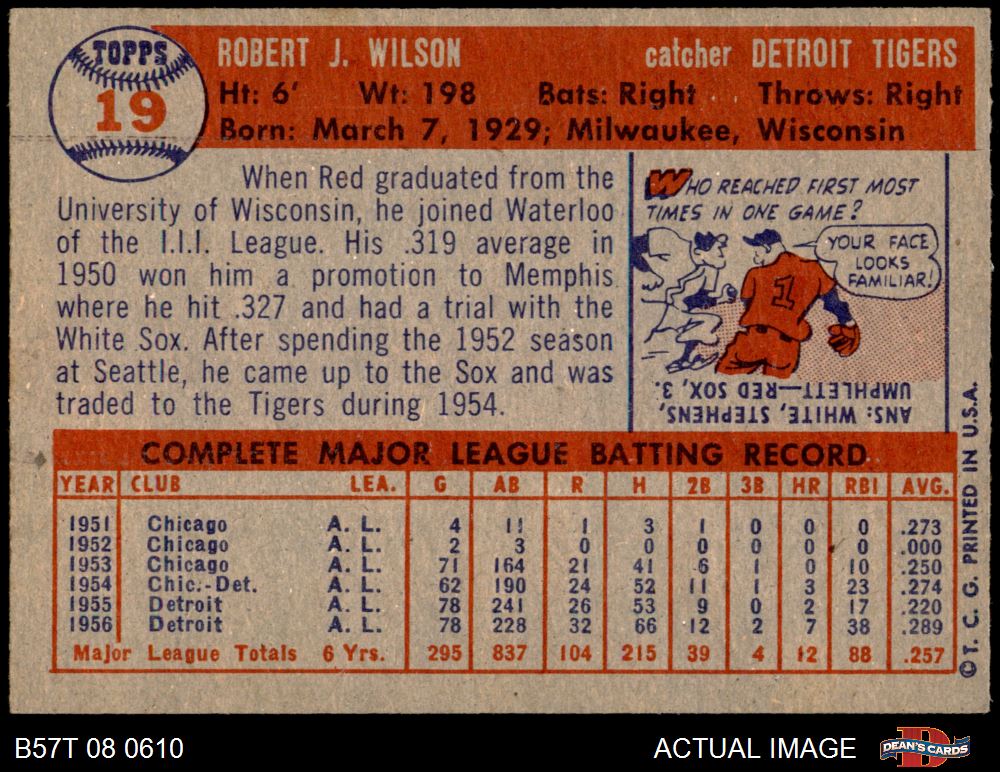 TOPPS
19
ROBERT J. WILSON catcher DETROIT TIGERS
Ht: 6' Wt: 198 Bats: Right Throws: Right
Born: March 7, 1929; Milwaukee, Wisconsin
When Red graduated from the
University of Wisconsin, he joined Waterloo
of the I.I.I. League. His .319 average in
1950 won him a promotion to Memphis
where he hit .327 and had a trial with the
White Sox. After spending the 1952 season
at Seattle, he came up to the Sox and was
traded to the Tigers during 1954.
WHO REACHED FIRST MOST
TIMES IN ONE GAME?
YOUR FACE
LOOKS
FAMILIAR!
1
ANS: WHITE, STEPHENS,
UMPHLETT—RED SOX, 3.
COMPLETE MAJOR LEAGUE BATTING RECORD
YEAR CLUB LEA. G AB R H 2B 3B HR RBI AVG.
1951 Chicago A. L. 4 11 1 3 1 0 0 0 .273
1952 Chicago A. L. 2 3 0 0 0 0 0 0 .000
1953 Chicago A. L. 71 164 21 41 6 1 0 10 .250
1954 Chic.-Det. A. L. 62 190 24 52 11 1 3 23 .274
1955 Detroit A. L. 78 241 26 53 9 0 2 17 .220
1956 Detroit A. L. 78 228 32 66 12 2 7 38 .289
Major League Totals 6 Yrs. 295 837 104 215 39 4 12 88 .257
© T. C. G. PRINTED IN U.S.A.
B57T 08 0610 ACTUAL IMAGE DEAN'S CARDS